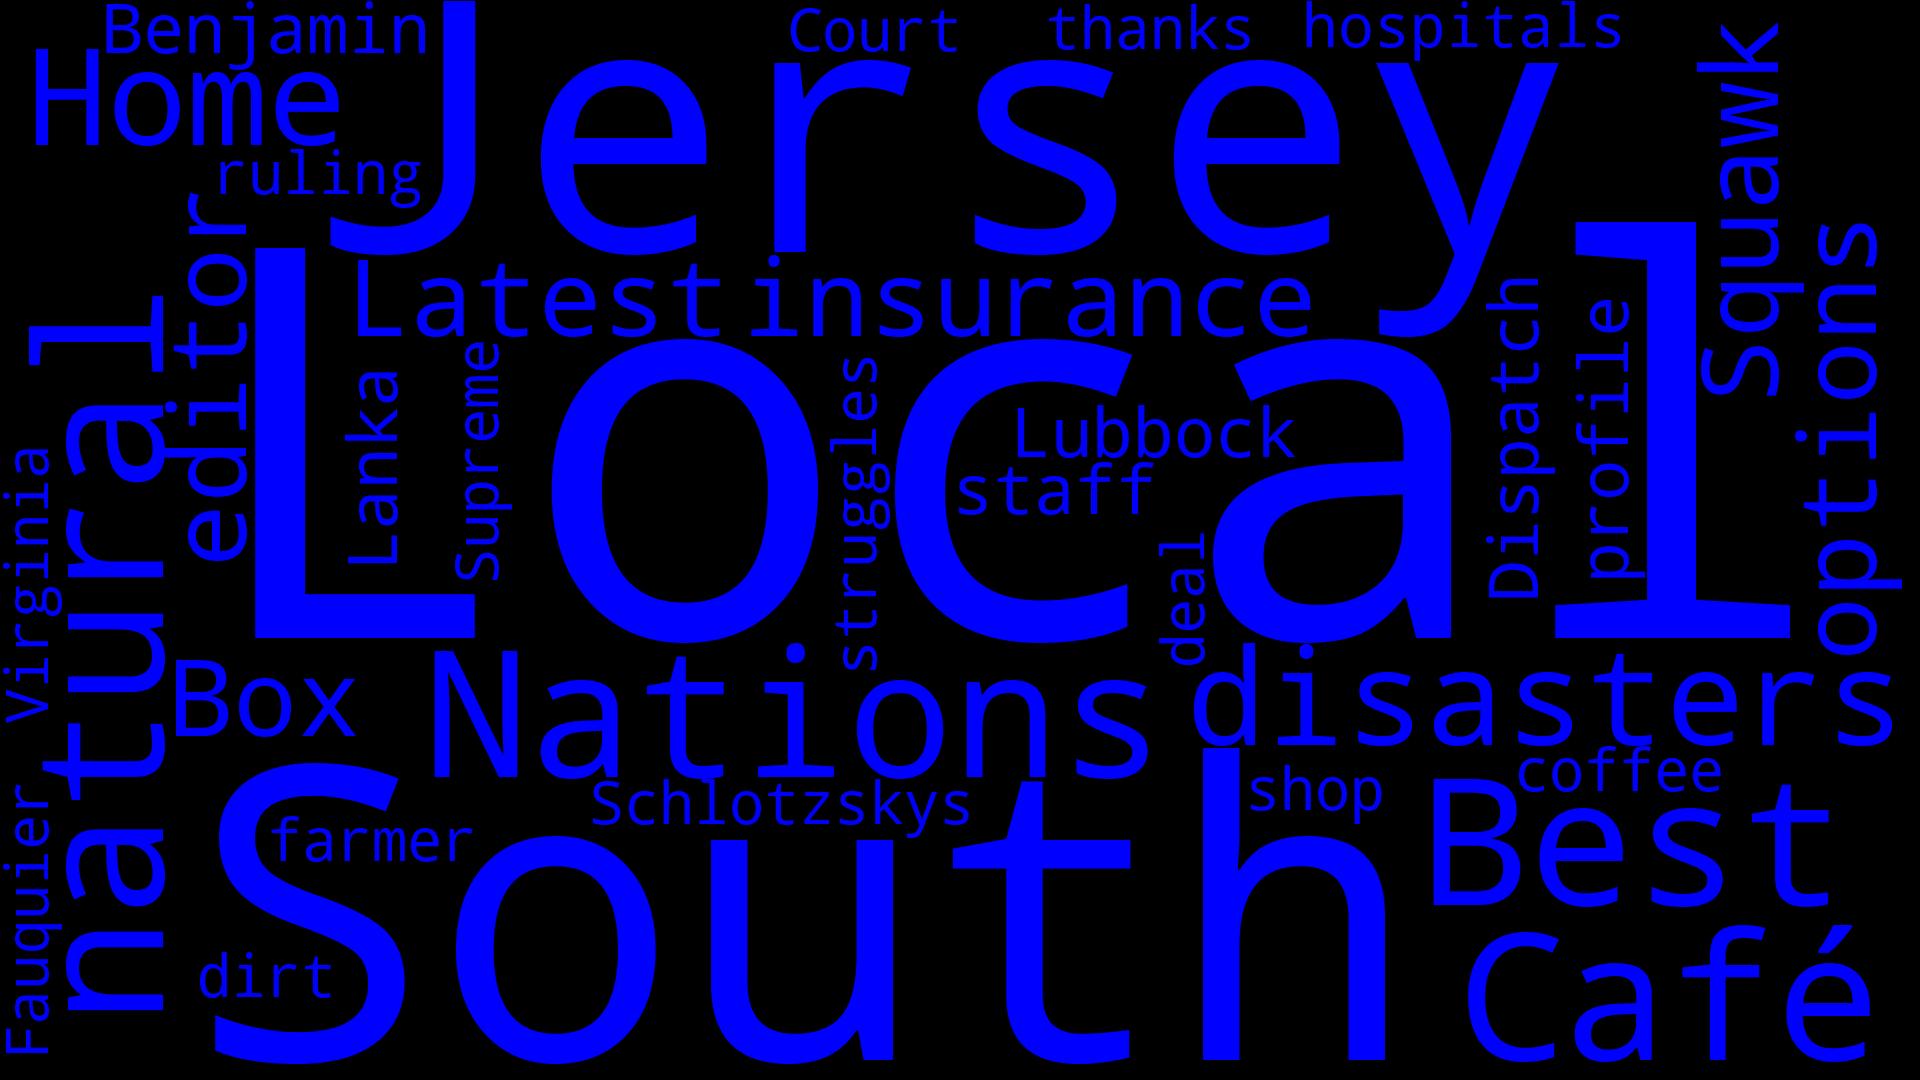 Benjamin
Court
thanks
hospitals
Home
Jersey
Squawk
ruling
editor
Latest
insurance
options
natural
Local
Lanka
Supreme
struggles
Lubbock
staff
Dispatch
profile
deal
Virginia
Box
Nations
disasters
coffee
Schlotzskys
shop
Best
farmer
South
Fauquier
dirt
Café